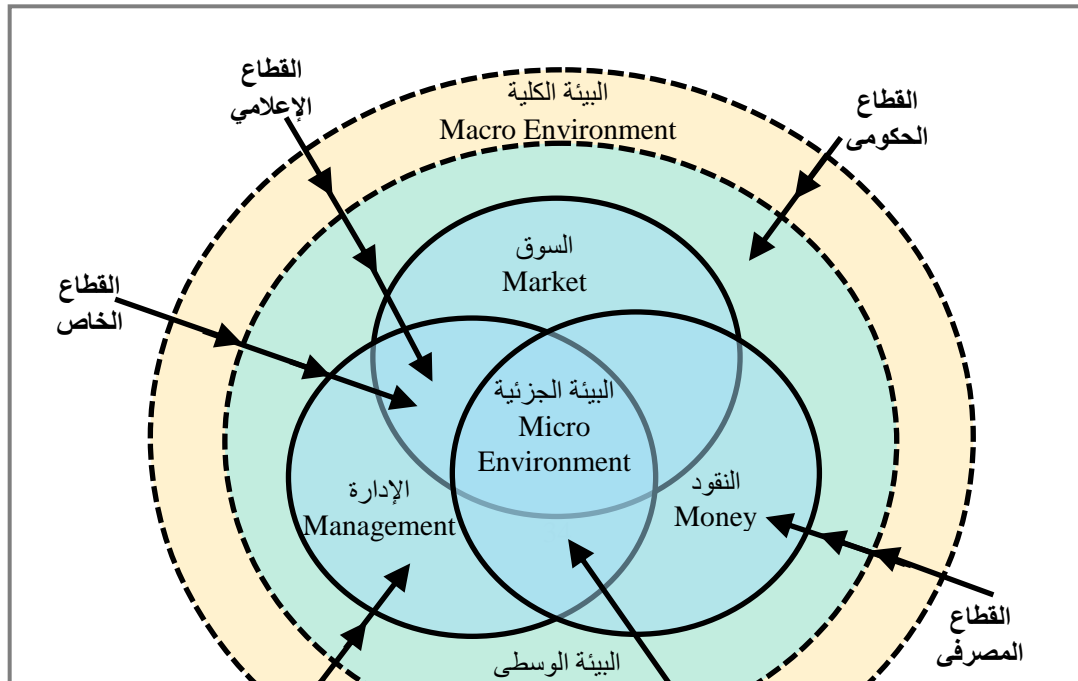 القطاع
الإعلامي
البيئة الكلية
Macro Environment
القطاع
الحكومى
السوق
Market
القطاع
الخاص
البيئة الجزئية
Micro
Environment
الإدارة
Management
النقود
Money
القطاع
المصرفى
البيئة الوسطى